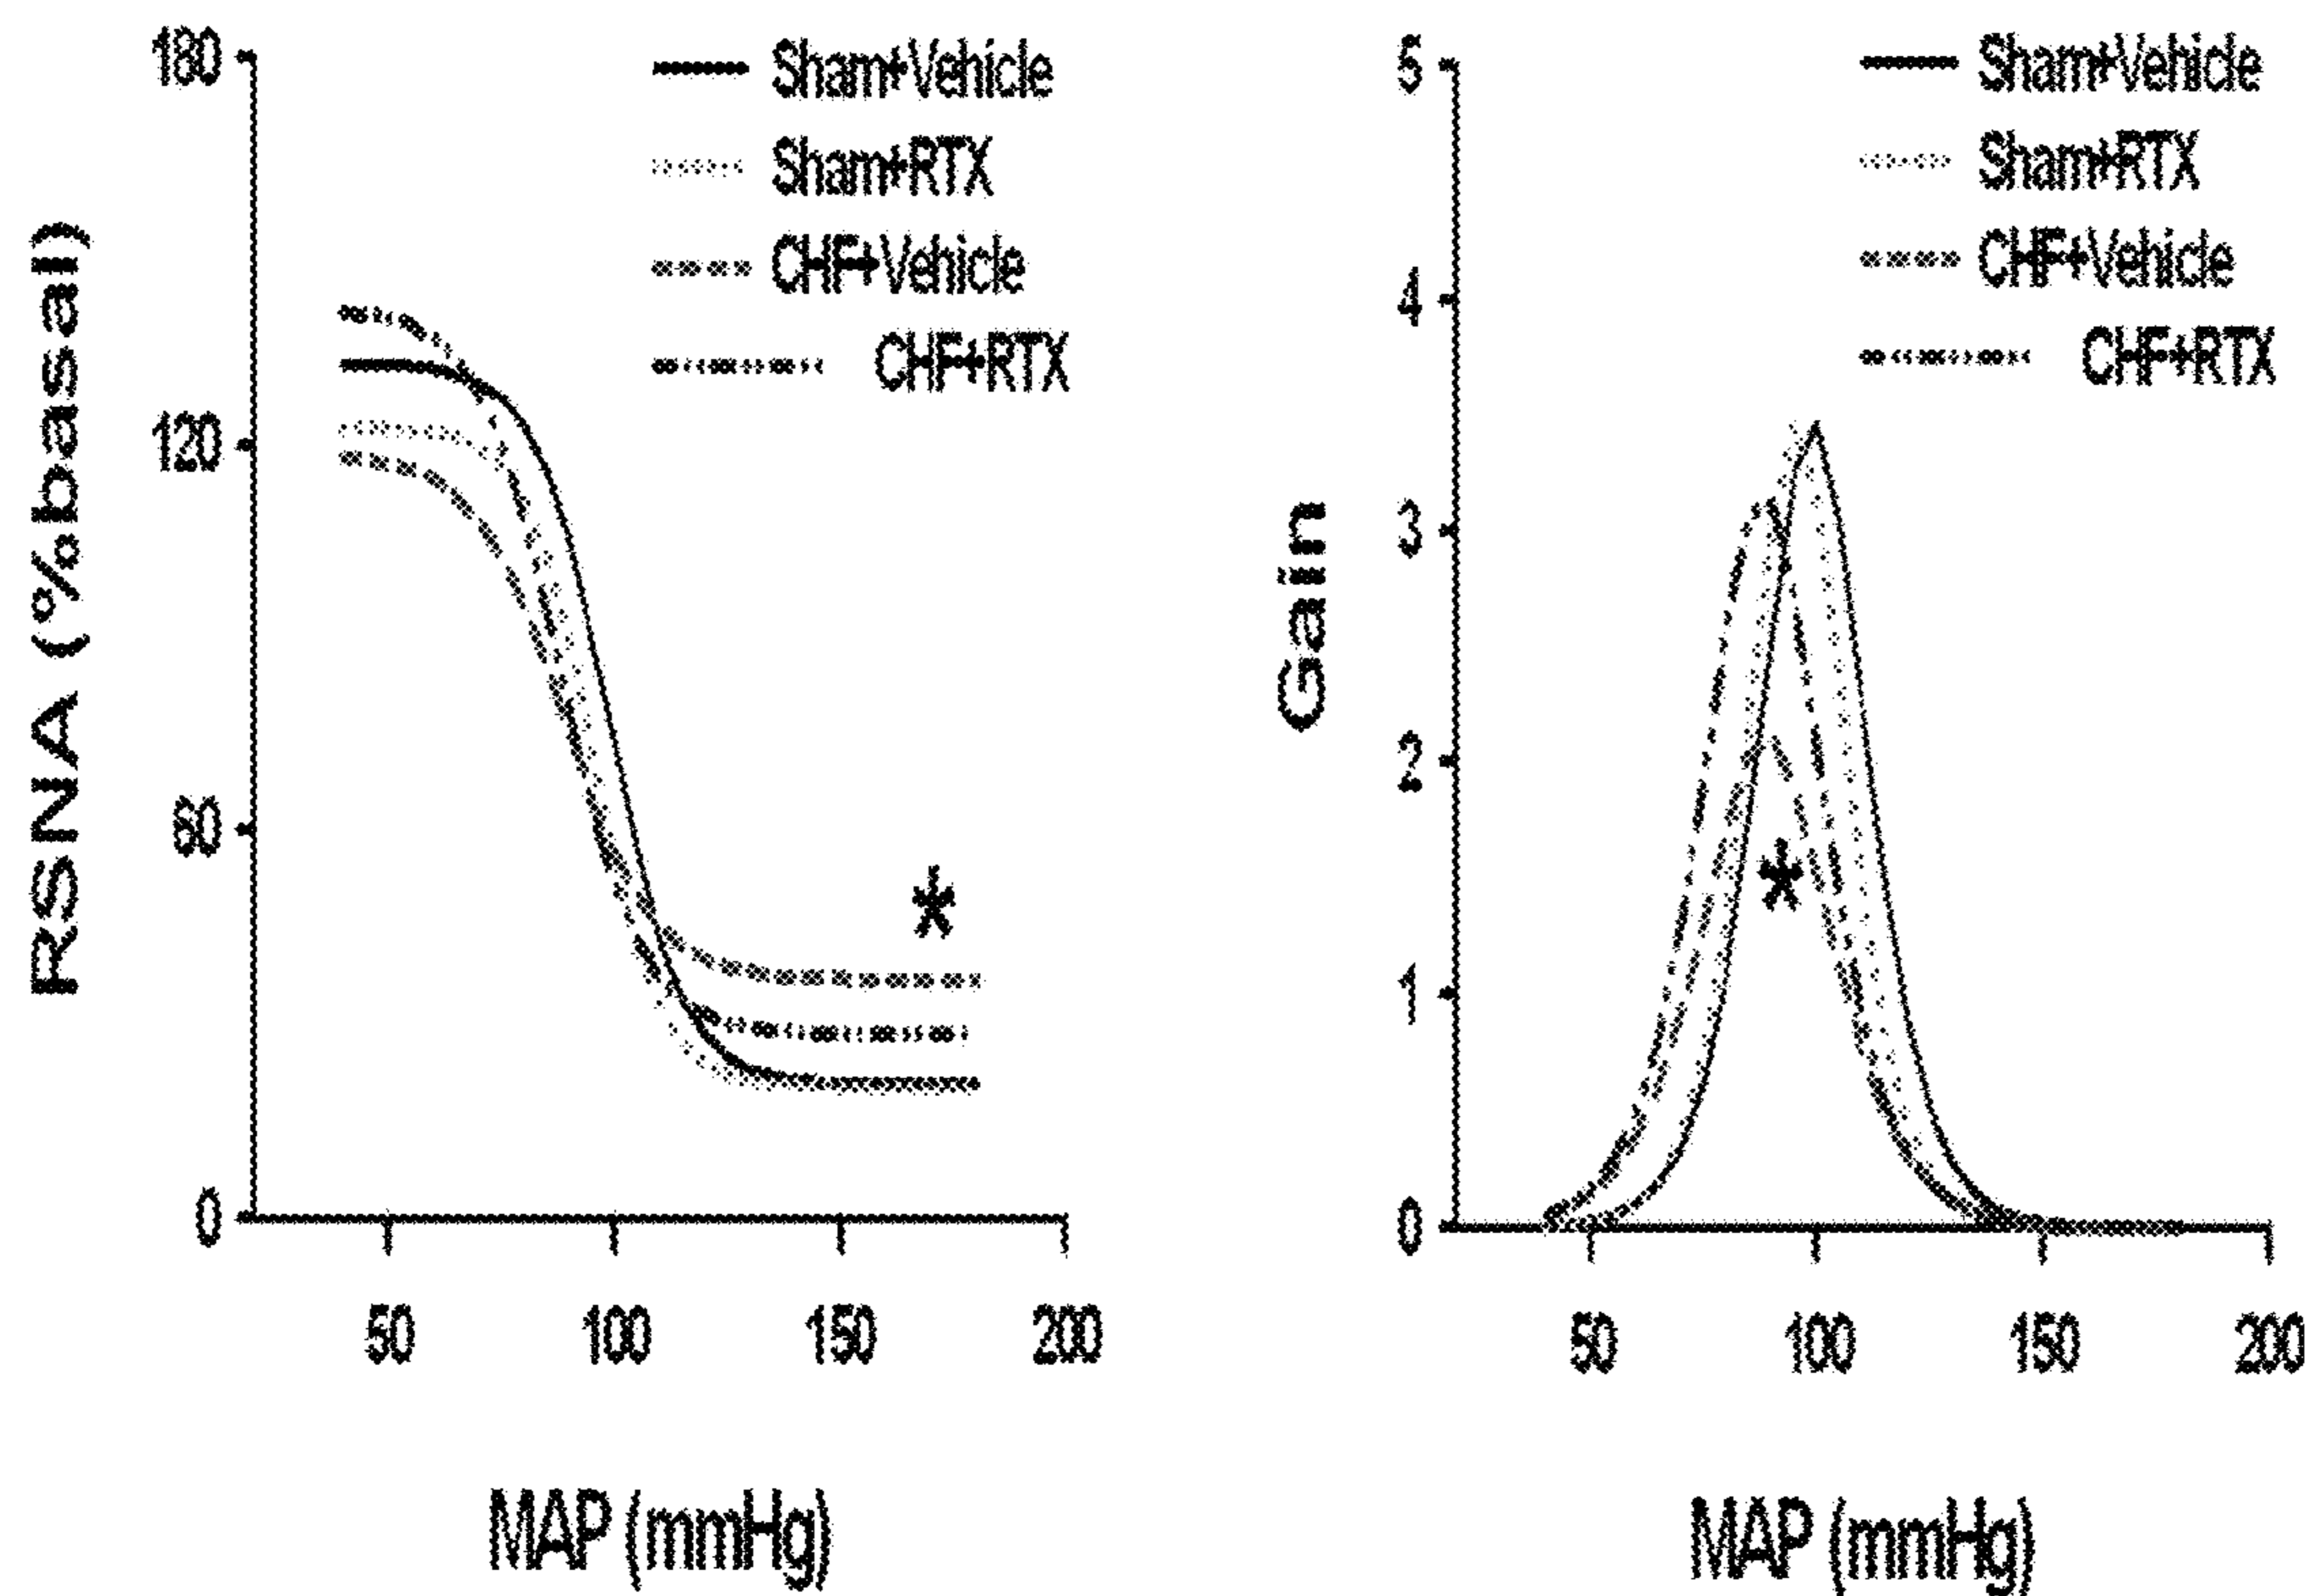 180
120
60
0
RSNA (%basal)
Sham+Vehicle
Sham+RTX
CHF+Vehicle
CHF+RTX
*
50 100 150 200
MAP (mmHg)
5
4
3
2
1
0
Gain
Sham+Vehicle
Sham+RTX
CHF+Vehicle
CHF+RTX
*
50 100 150 200
MAP (mmHg)